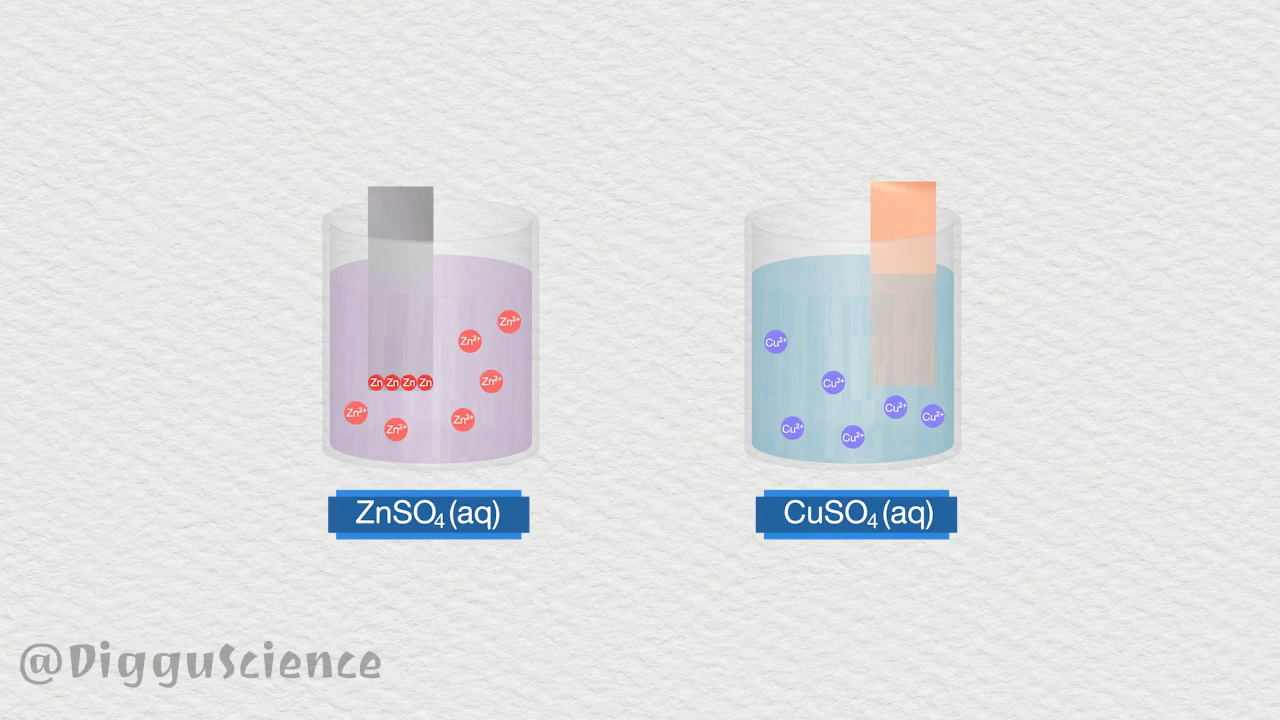 Zn²⁺
Zn²⁺
Zn²⁺
Zn Zn Zn Zn
Zn²⁺
Zn²⁺
Zn²⁺
ZnSO₄(aq)
Cu²⁺
Cu²⁺
Cu²⁺
Cu²⁺
Cu²⁺
Cu²⁺
CuSO₄(aq)
@DigguScience